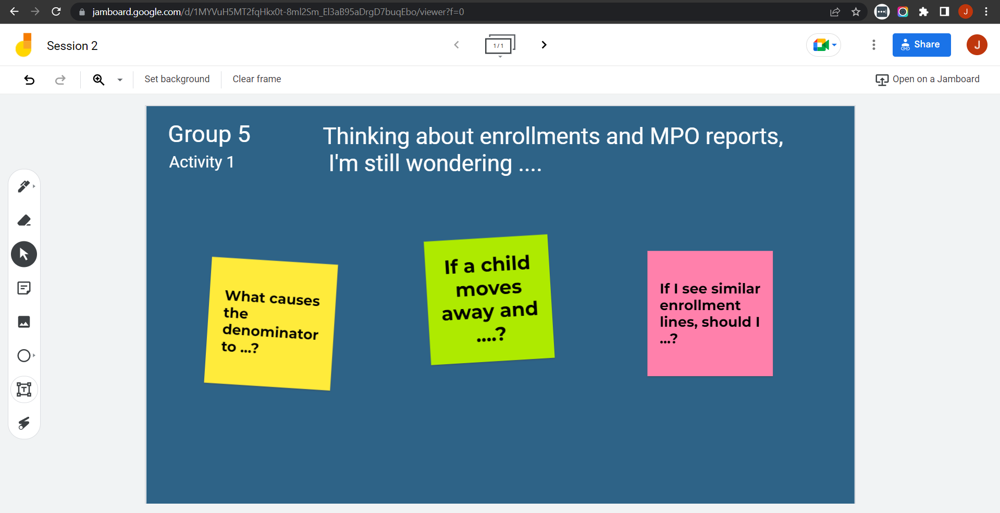 jamboard.google.com/d/1MYVuH5MT2fqHkx0t-8ml2Sm_El3aB95aDrgD7buqEbo/viewer?f=0
J
Session 2
1 / 1
Share
J
Set background
Clear frame
Open on a Jamboard
Group 5
Activity 1
Thinking about enrollments and MPO reports,
I'm still wondering ....
What causes
the
denominator
to ...?
If a child
moves
away and
....?
If I see similar
enrollment
lines, should I
...?